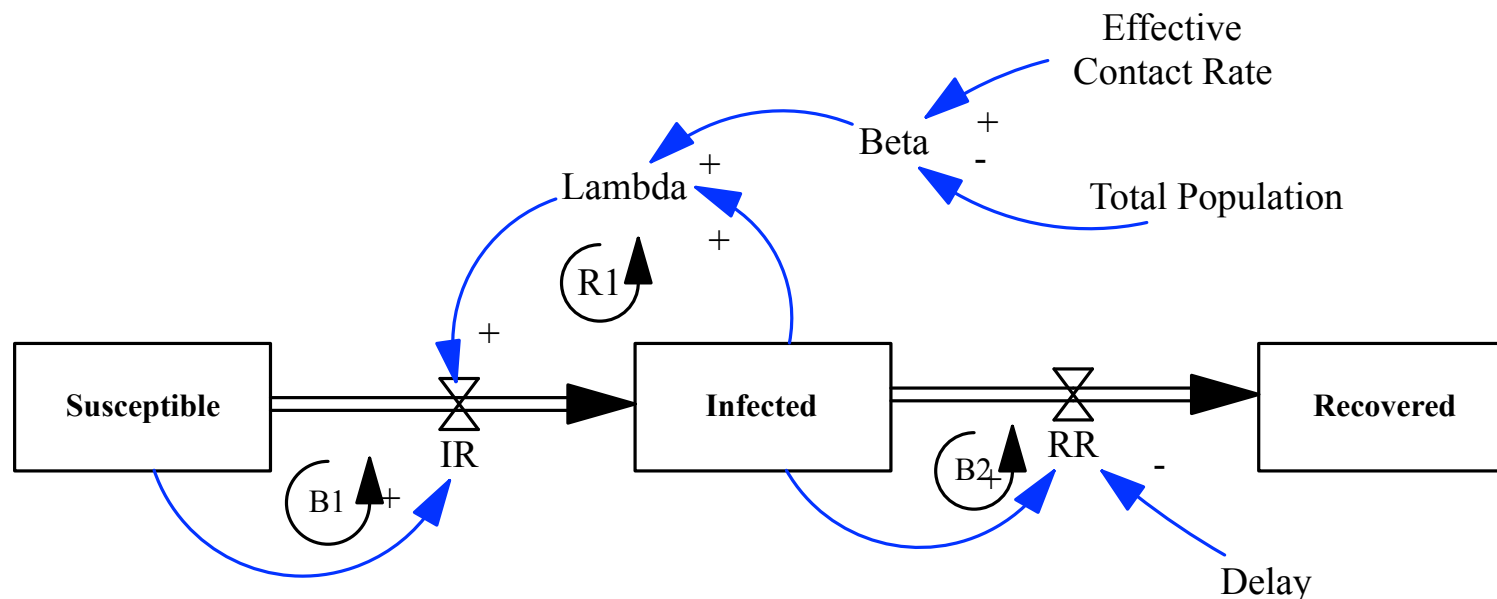 Effective
Contact Rate
+
Beta
-
+
Lambda
Total Population
+
R1
+
Susceptible
Infected
Recovered
IR
RR
B1
+
B2
+
-
Delay